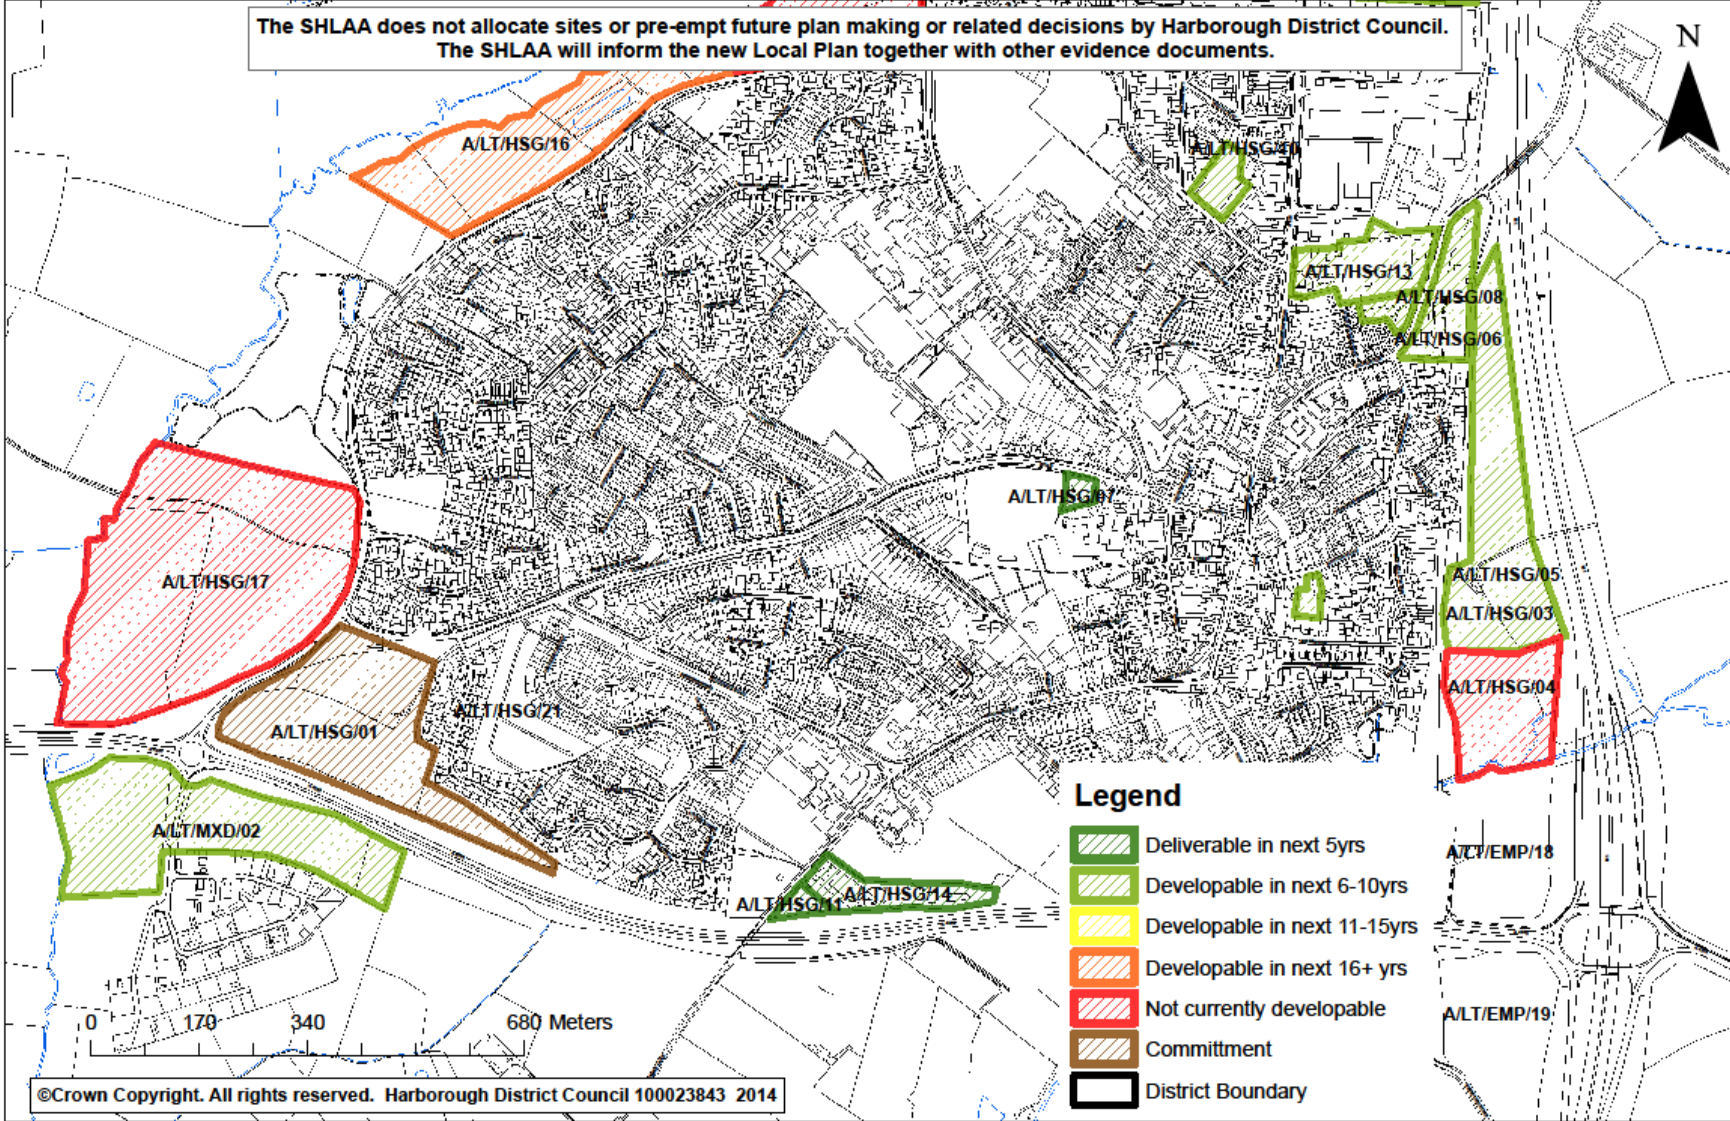 The SHLAA does not allocate sites or pre-empt future plan making or related decisions by Harborough District Council.
The SHLAA will inform the new Local Plan together with other evidence documents.
N
A/LT/HSG/16
A/LT/HSG/10
A/LT/HSG/13
A/LT/HSG/08
A/LT/HSG/06
A/LT/HSG/07
A/LT/HSG/17
A/LT/HSG/05
A/LT/HSG/03
A/LT/HSG/04
A/LT/HSG/21
A/LT/HSG/01
A/LT/MXD/02
A/LT/HSG/14
A/LT/HSG/11
A/LT/EMP/18
A/LT/EMP/19
Legend
Deliverable in next 5yrs
Developable in next 6-10yrs
Developable in next 11-15yrs
Developable in next 16+ yrs
Not currently developable
Committment
District Boundary
0 170 340 680 Meters
©Crown Copyright. All rights reserved. Harborough District Council 100023843 2014